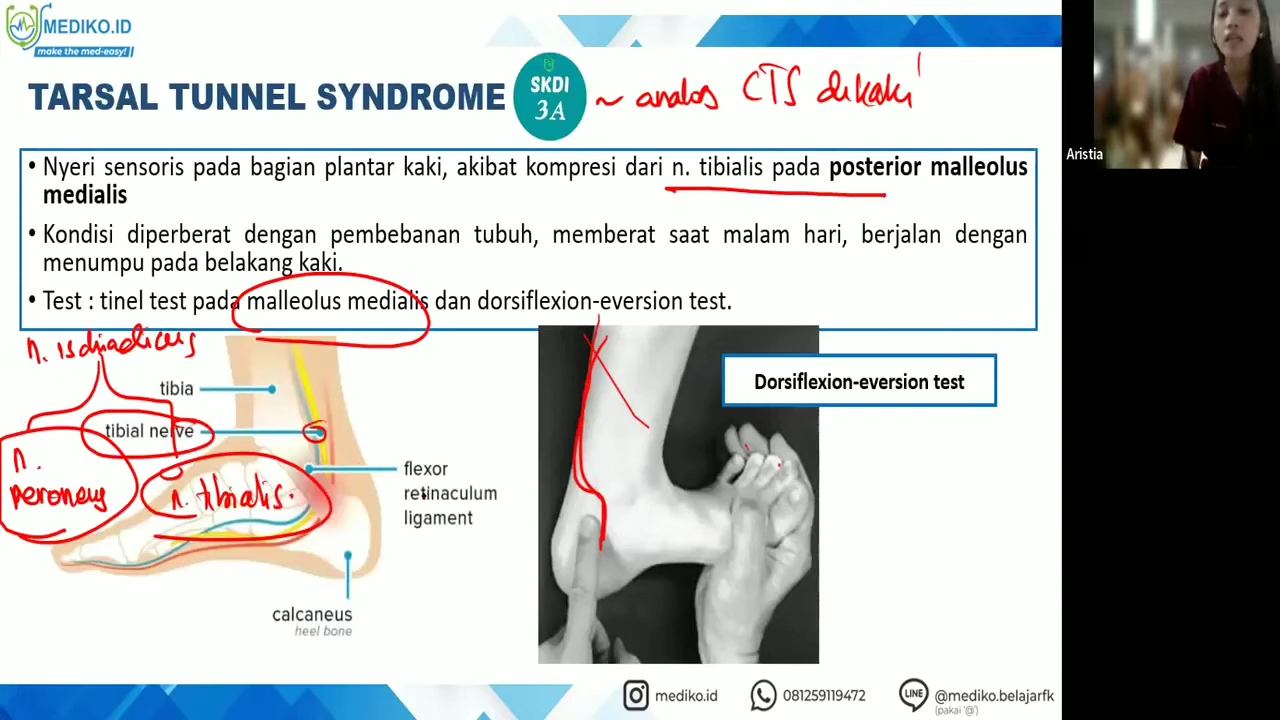 MEDIKO.ID
make the med-easy!
TARSAL TUNNEL SYNDROME
SKDI
3A
~ analog CTS di kaki
Aristia
• Nyeri sensoris pada bagian plantar kaki, akibat kompresi dari n. tibialis pada posterior malleolus
medialis
• Kondisi diperberat dengan pembebanan tubuh, memberat saat malam hari, berjalan dengan
menumpu pada belakang kaki.
• Test : tinel test pada malleolus medialis dan dorsiflexion-eversion test.
n. ischiadicus
tibia
tibial nerve
n.
peroneus
n. tibialis
flexor
retinaculum
ligament
calcaneus
heel bone
Dorsiflexion-eversion test
mediko.id
081259119472
LINE
@mediko.belajarfk
(pakai '@')